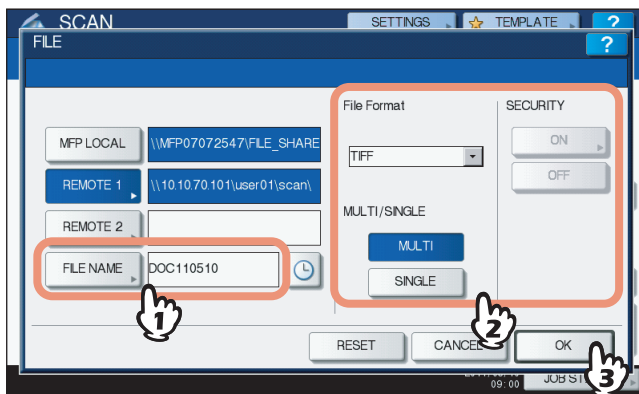 SCAN
SETTINGS
TEMPLATE
?
FILE
?
File Format
SECURITY
MFP LOCAL
\\MFP07072547\FILE_SHARE
TIFF
ON
REMOTE 1
\\10.10.70.101\user01\scan\
OFF
REMOTE 2
MULTI/SINGLE
MULTI
FILE NAME
DOC110510
SINGLE
1
2
RESET
CANCEL
OK
3
09:00
JOB ST